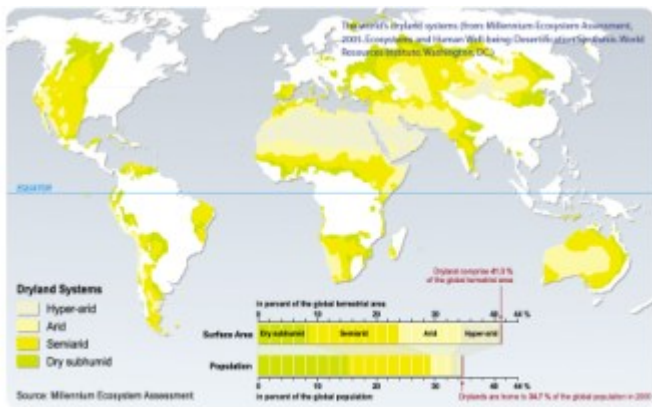 The world's dryland systems (from Millennium Ecosystem Assessment,
2005. Ecosystems and Human Well-being: Desertification Synthesis. World
Resources Institute, Washington, DC.)
EQUATOR
Dryland Systems
Hyper-arid
Arid
Semiarid
Dry subhumid
Source: Millennium Ecosystem Assessment
Dryland comprise 41.3 %
of the global terrestrial area
in percent of the global terrestrial area
0 10 20 30 40 44 %
Surface Area Dry subhumid Semiarid Arid Hyper-arid
Population
0 10 20 30 40 44 %
in percent of the global population
Drylands are home to 34.7 % of the global population in 2000